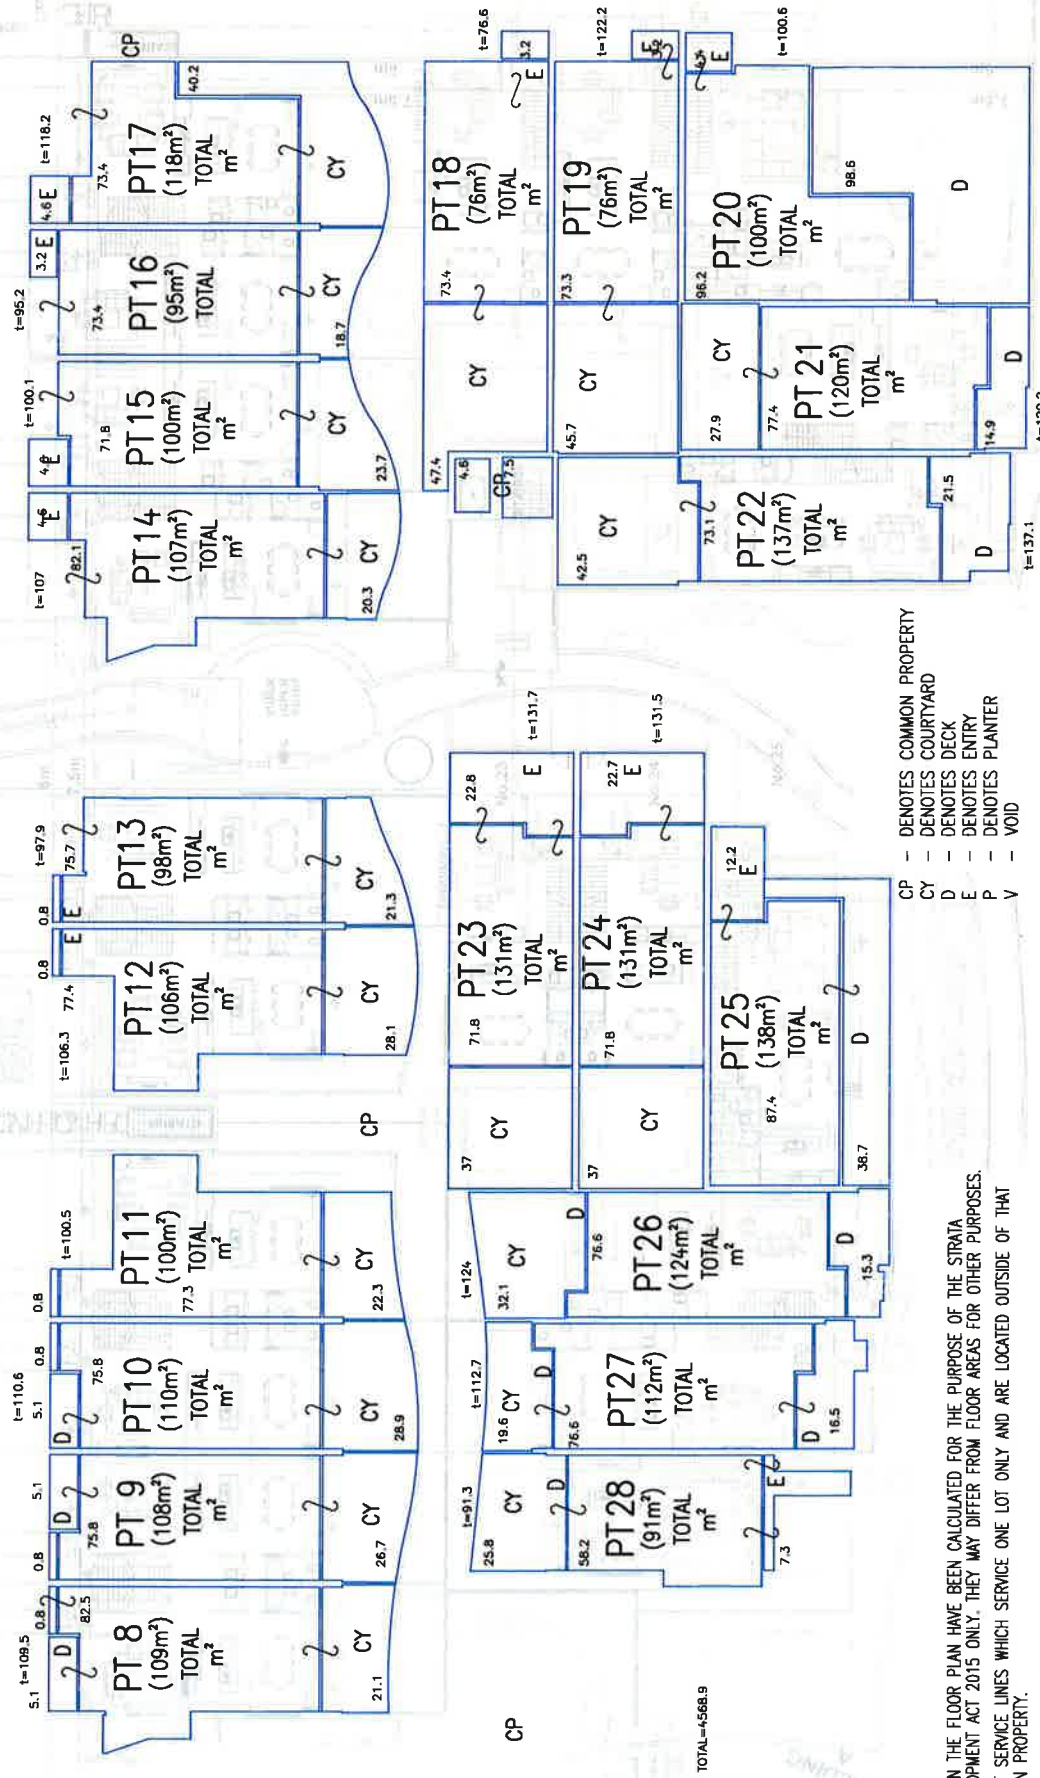 t=109.5
5.1
0.8
D
82.5
PT 8
(109m²)
TOTAL
m²
CY
21.1
0.8
5.1
D
75.8
PT 9
(108m²)
TOTAL
m²
CY
26.7
t=110.6
5.1
0.8
D
75.8
PT10
(110m²)
TOTAL
m²
CY
28.9
0.8
t=100.5
PT11
(100m²)
77.3
TOTAL
m²
CY
22.3
CP
t=106.3
0.8
E
77.4
PT12
(106m²)
TOTAL
m²
CY
28.1
t=97.9
0.8
E
75.7
PT13
(98m²)
TOTAL
m²
CY
21.3
t=107
E
82.1
PT14
(107m²)
TOTAL
m²
CY
20.3
t=100.1
E
71.8
PT15
(100m²)
TOTAL
m²
CY
23.7
t=95.2
3.2 E
73.4
PT16
(95m²)
TOTAL
CY
18.7
t=118.2
4.6 E
73.4
PT17
(118m²)
TOTAL
m²
CY
40.2
CP
CP
TOTAL=4568.9
t=91.3
25.8
CY
D
58.2
PT28
(91m²)
TOTAL
m²
E
7.3
t=112.7
19.6
CY
D
76.6
PT27
(112m²)
TOTAL
m²
D
16.5
t=124
32.1
CY
D
76.6
PT26
(124m²)
TOTAL
m²
D
15.3
37
CY
71.8
PT23
(131m²)
TOTAL
m²
22.8
E
t=131.7
37
CY
71.8
PT24
(131m²)
TOTAL
m²
22.7
E
t=131.5
PT25
(138m²)
TOTAL
m²
87.4
12.2
E
D
38.7
47.4
4.6
CP
7.5
CY
73.4
PT18
(76m²)
TOTAL
m²
E
3.2
t=76.6
45.7
CY
73.3
PT19
(76m²)
TOTAL
m²
E
t=122.2
96.2
PT20
(100m²)
TOTAL
m²
E
t=100.6
98.6
D
27.9
CY
77.4
PT 21
(120m²)
TOTAL
m²
14.9
D
42.5
CY
73.1
PT22
(137m²)
TOTAL
m²
21.5
D
t=137.1
CP – DENOTES COMMON PROPERTY
CY – DENOTES COURTYARD
D – DENOTES DECK
E – DENOTES ENTRY
P – DENOTES PLANTER
V – VOID
N THE FLOOR PLAN HAVE BEEN CALCULATED FOR THE PURPOSE OF THE STRATA
OPMENT ACT 2015 ONLY. THEY MAY DIFFER FROM FLOOR AREAS FOR OTHER PURPOSES.
SERVICE LINES WHICH SERVICE ONE LOT ONLY AND ARE LOCATED OUTSIDE OF THAT
N PROPERTY.